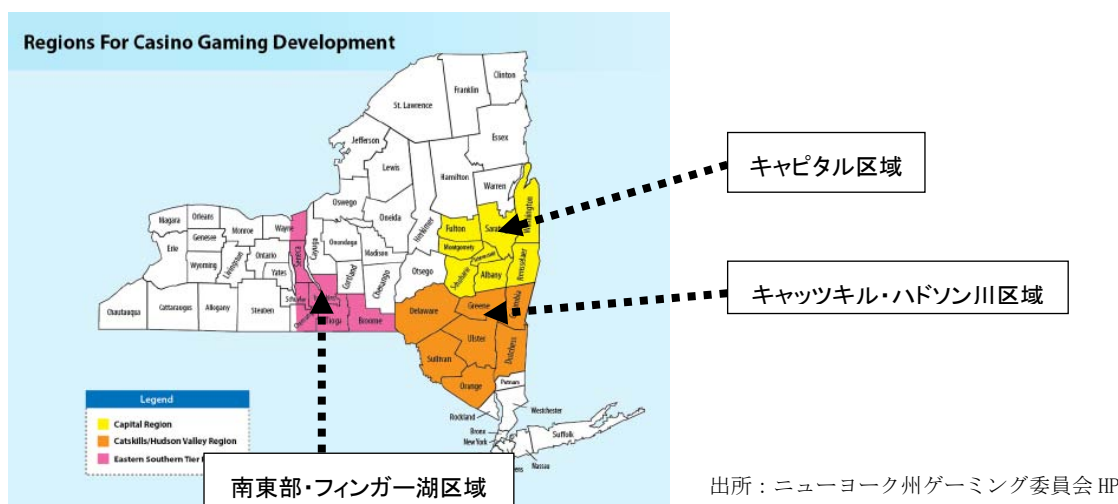 Regions For Casino Gaming Development
Clinton
Franklin
St. Lawrence
Essex
Jefferson
Lewis
Hamilton
Warren
Washington
Oswego
Oneida
Herkimer
Fulton
Saratoga
Montgomery
Schenectady
Niagara
Orleans
Monroe
Wayne
Genesee
Erie
Wyoming
Livingston
Ontario
Yates
Seneca
Cayuga
Onondaga
Madison
Cortland
Chenango
Otsego
Schoharie
Albany
Rensselaer
Chautauqua
Cattaraugus
Allogany
Steuben
Schuyler
Tioga
Broome
Delaware
Greene
Columbia
Ulster
Sullivan
Dutchess
Orange
Putnam
Rockland
Westchester
Bronx
New York
Suffolk
Nassau
キャピタル区域
キャッツキル・ハドソン川区域
南東部・フィンガー湖区域
Legend
Capital Region
Catskills/Hudson Valley Region
Eastern Southern Tier
出所：ニューヨーク州ゲーミング委員会 HP